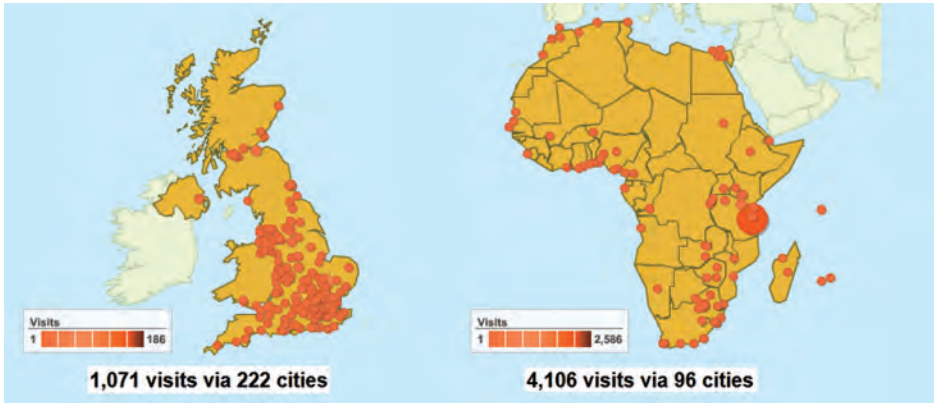 Visits
1 186
1,071 visits via 222 cities
Visits
1 2,586
4,106 visits via 96 cities